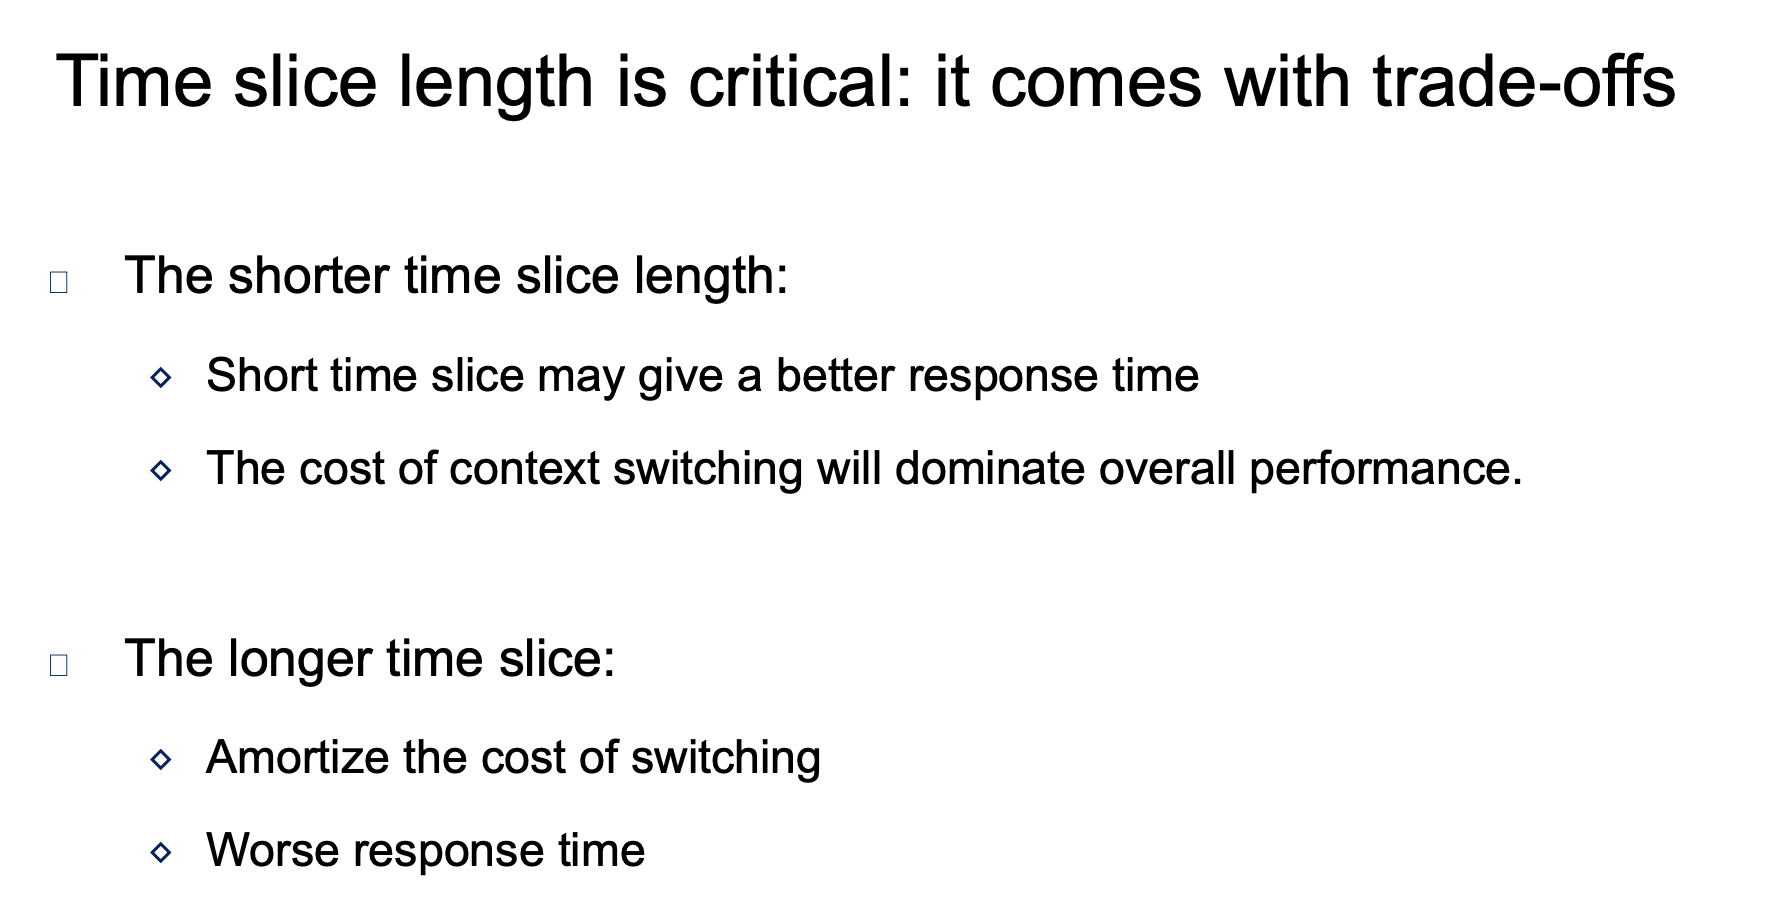 Time slice length is critical: it comes with trade-offs
The shorter time slice length:
Short time slice may give a better response time
The cost of context switching will dominate overall performance.
The longer time slice:
Amortize the cost of switching
Worse response time